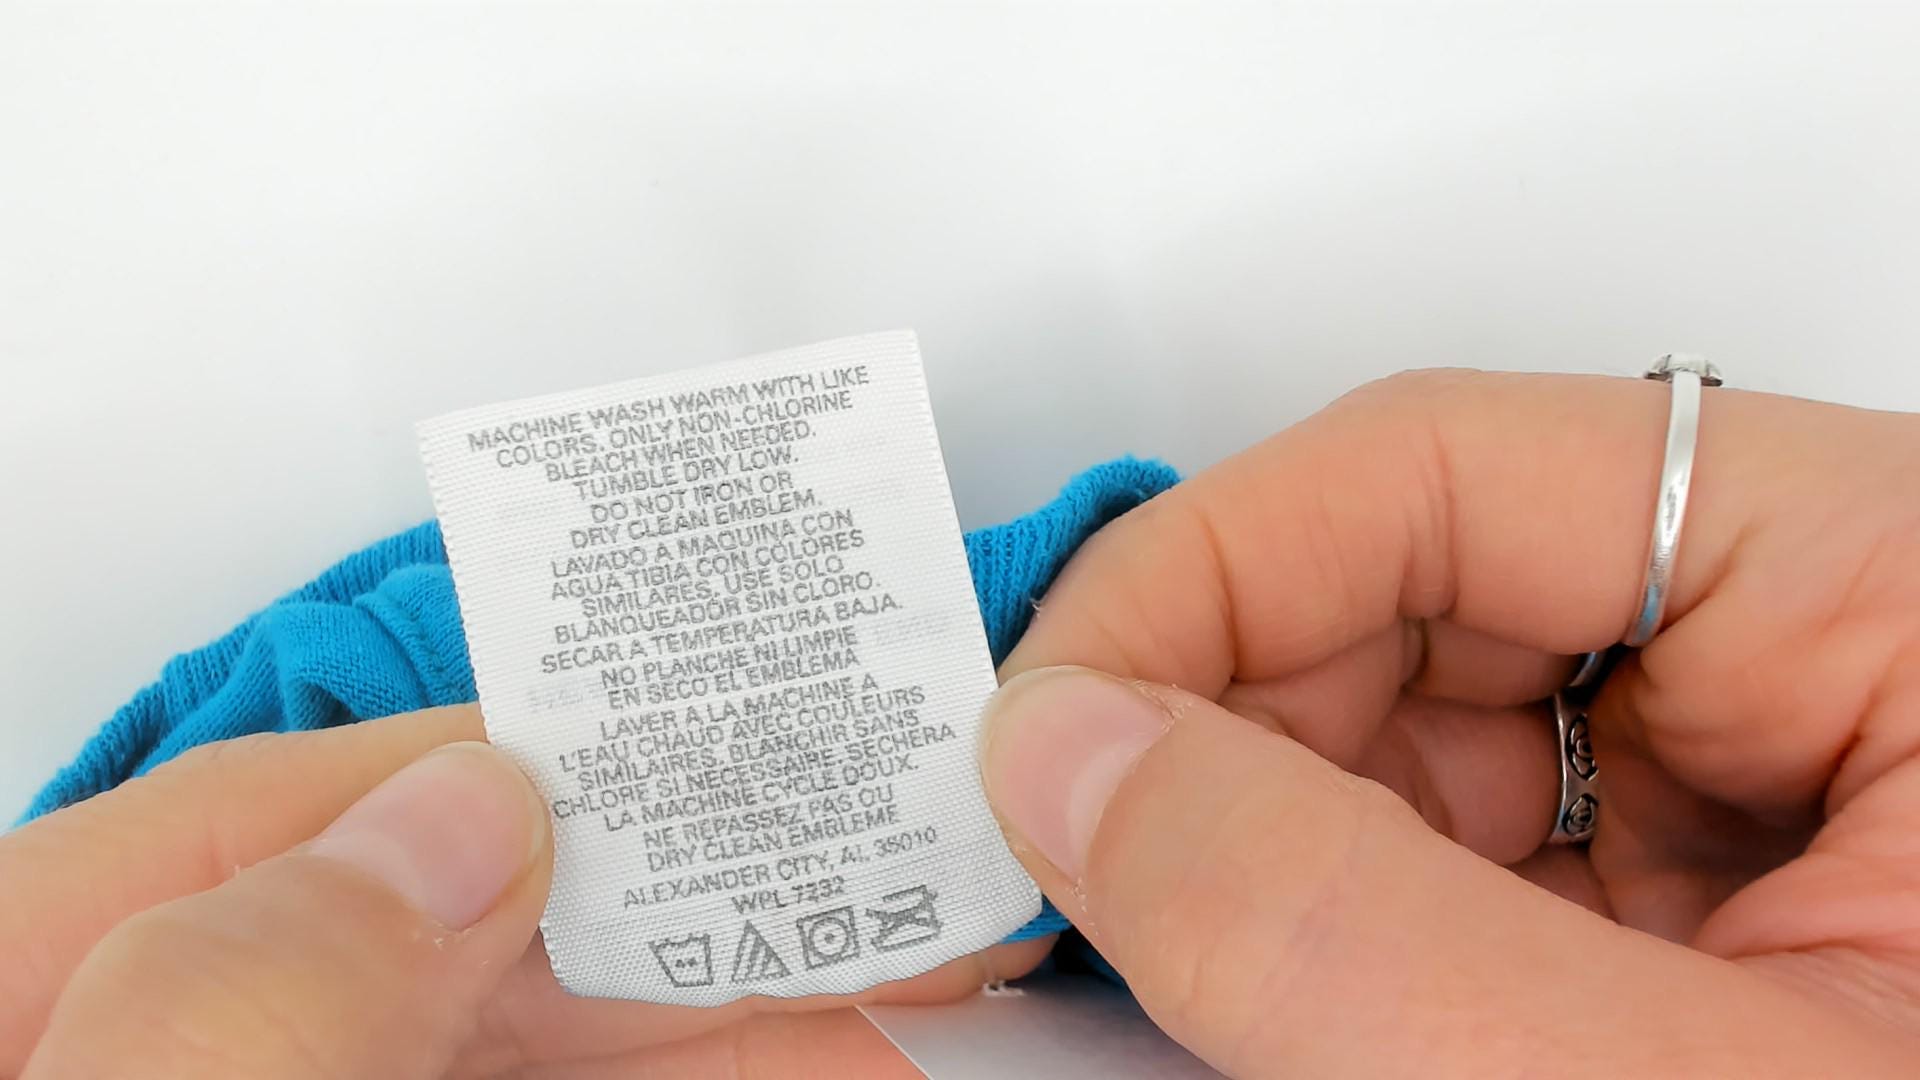 MACHINE WASH WARM WITH LIKE
COLORS. ONLY NON-CHLORINE
BLEACH WHEN NEEDED.
TUMBLE DRY LOW.
DO NOT IRON OR
DRY CLEAN EMBLEM.
LAVADO A MAQUINA CON
AGUA TIBIA CON COLORES
SIMILARES. USE SOLO
BLANQUEADOR SIN CLORO.
SECAR A TEMPERATURA BAJA.
NO PLANCHE NI LIMPIE
EN SECO EL EMBLEMA
LAVER A LA MACHINE A
L'EAU CHAUD AVEC COULEURS
SIMILAIRES. BLANCHIR SANS
CHLORE SI NECESSAIRE. SECHERA
LA MACHINE CYCLE DOUX.
NE REPASSEZ PAS OU
DRY CLEAN EMBLEME
ALEXANDER CITY, AL 35010
WPL 7232